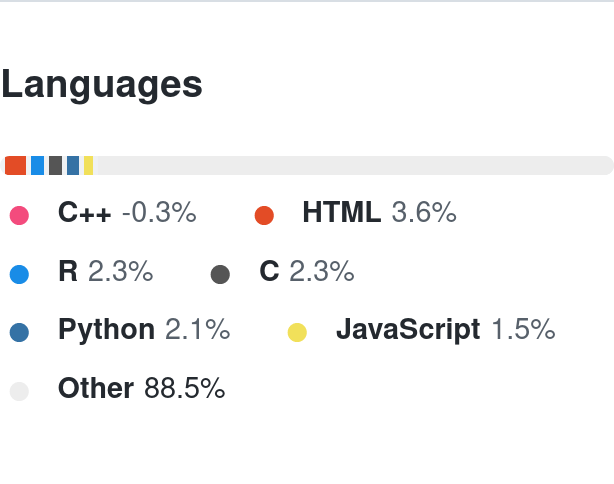 Languages
C++ -0.3% HTML 3.6%
R 2.3% C 2.3%
Python 2.1% JavaScript 1.5%
Other 88.5%